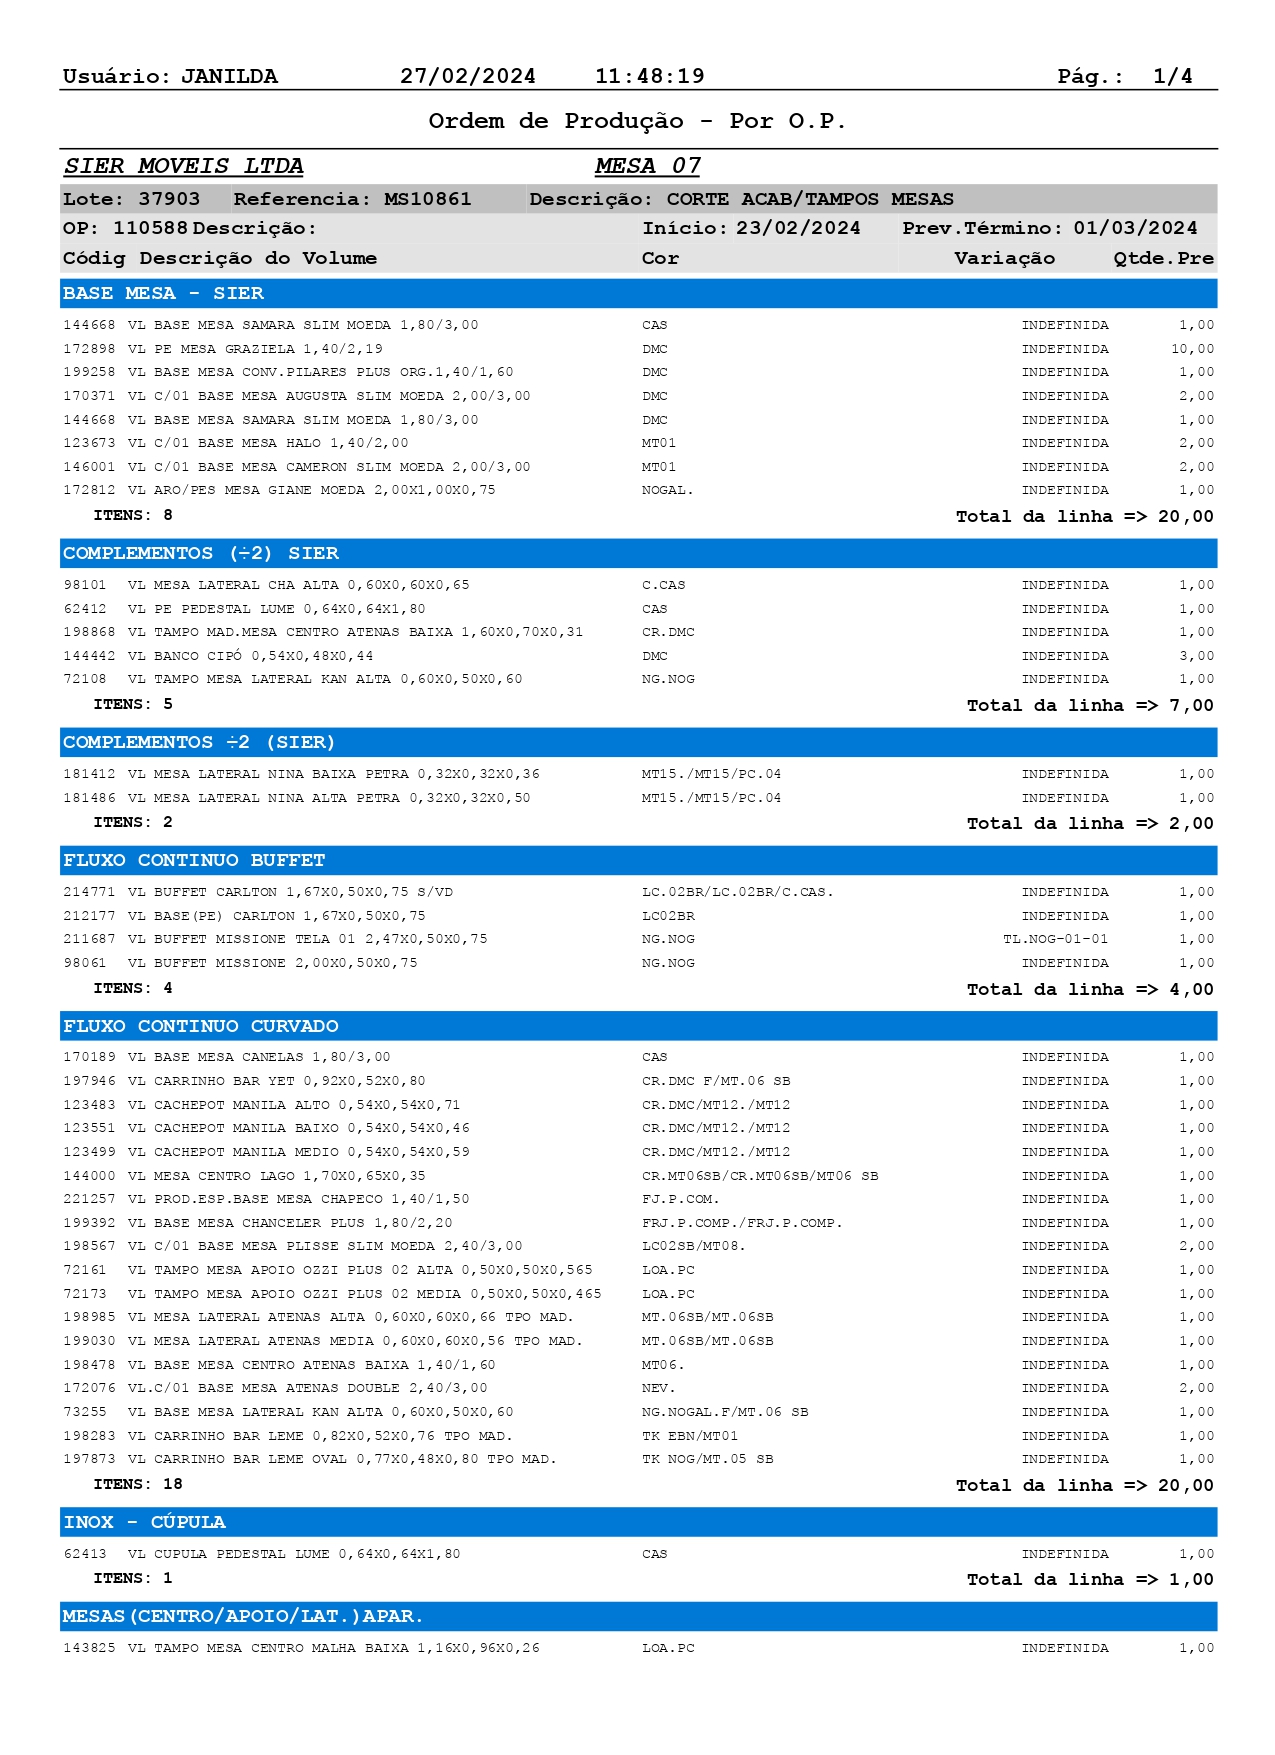 Usuário: JANILDA 27/02/2024 11:48:19 Pág.: 1/4
Ordem de Produção - Por O.P.
SIER MOVEIS LTDA MESA 07
Lote: 37903 Referencia: MS10861 Descrição: CORTE ACAB/TAMPOS MESAS
OP: 110588 Descrição: Início: 23/02/2024 Prev.Término: 01/03/2024
Códig Descrição do Volume Cor Variação Qtde.Pre
BASE MESA - SIER
144668 VL BASE MESA SAMARA SLIM MOEDA 1,80/3,00 CAS INDEFINIDA 1,00
172898 VL PE MESA GRAZIELA 1,40/2,19 DMC INDEFINIDA 10,00
199258 VL BASE MESA CONV.PILARES PLUS ORG.1,40/1,60 DMC INDEFINIDA 1,00
170371 VL C/01 BASE MESA AUGUSTA SLIM MOEDA 2,00/3,00 DMC INDEFINIDA 2,00
144668 VL BASE MESA SAMARA SLIM MOEDA 1,80/3,00 DMC INDEFINIDA 1,00
123673 VL C/01 BASE MESA HALO 1,40/2,00 MT01 INDEFINIDA 2,00
146001 VL C/01 BASE MESA CAMERON SLIM MOEDA 2,00/3,00 MT01 INDEFINIDA 2,00
172812 VL ARO/PES MESA GIANE MOEDA 2,00X1,00X0,75 NOGAL. INDEFINIDA 1,00
ITENS: 8 Total da linha => 20,00
COMPLEMENTOS (÷2) SIER
98101 VL MESA LATERAL CHA ALTA 0,60X0,60X0,65 C.CAS INDEFINIDA 1,00
62412 VL PE PEDESTAL LUME 0,64X0,64X1,80 CAS INDEFINIDA 1,00
198868 VL TAMPO MAD.MESA CENTRO ATENAS BAIXA 1,60X0,70X0,31 CR.DMC INDEFINIDA 1,00
144442 VL BANCO CIPÓ 0,54X0,48X0,44 DMC INDEFINIDA 3,00
72108 VL TAMPO MESA LATERAL KAN ALTA 0,60X0,50X0,60 NG.NOG INDEFINIDA 1,00
ITENS: 5 Total da linha => 7,00
COMPLEMENTOS ÷2 (SIER)
181412 VL MESA LATERAL NINA BAIXA PETRA 0,32X0,32X0,36 MT15./MT15/PC.04 INDEFINIDA 1,00
181486 VL MESA LATERAL NINA ALTA PETRA 0,32X0,32X0,50 MT15./MT15/PC.04 INDEFINIDA 1,00
ITENS: 2 Total da linha => 2,00
FLUXO CONTINUO BUFFET
214771 VL BUFFET CARLTON 1,67X0,50X0,75 S/VD LC.02BR/LC.02BR/C.CAS. INDEFINIDA 1,00
212177 VL BASE(PE) CARLTON 1,67X0,50X0,75 LC02BR INDEFINIDA 1,00
211687 VL BUFFET MISSIONE TELA 01 2,47X0,50X0,75 NG.NOG TL.NOG-01-01 1,00
98061 VL BUFFET MISSIONE 2,00X0,50X0,75 NG.NOG INDEFINIDA 1,00
ITENS: 4 Total da linha => 4,00
FLUXO CONTINUO CURVADO
170189 VL BASE MESA CANELAS 1,80/3,00 CAS INDEFINIDA 1,00
197946 VL CARRINHO BAR YET 0,92X0,52X0,80 CR.DMC F/MT.06 SB INDEFINIDA 1,00
123483 VL CACHEPOT MANILA ALTO 0,54X0,54X0,71 CR.DMC/MT12./MT12 INDEFINIDA 1,00
123551 VL CACHEPOT MANILA BAIXO 0,54X0,54X0,46 CR.DMC/MT12./MT12 INDEFINIDA 1,00
123499 VL CACHEPOT MANILA MEDIO 0,54X0,54X0,59 CR.DMC/MT12./MT12 INDEFINIDA 1,00
144000 VL MESA CENTRO LAGO 1,70X0,65X0,35 CR.MT06SB/CR.MT06SB/MT06 SB INDEFINIDA 1,00
221257 VL PROD.ESP.BASE MESA CHAPECO 1,40/1,50 FJ.P.COM. INDEFINIDA 1,00
199392 VL BASE MESA CHANCELER PLUS 1,80/2,20 FRJ.P.COMP./FRJ.P.COMP. INDEFINIDA 1,00
198567 VL C/01 BASE MESA PLISSE SLIM MOEDA 2,40/3,00 LC02SB/MT08. INDEFINIDA 2,00
72161 VL TAMPO MESA APOIO OZZI PLUS 02 ALTA 0,50X0,50X0,565 LOA.PC INDEFINIDA 1,00
72173 VL TAMPO MESA APOIO OZZI PLUS 02 MEDIA 0,50X0,50X0,465 LOA.PC INDEFINIDA 1,00
198985 VL MESA LATERAL ATENAS ALTA 0,60X0,60X0,66 TPO MAD. MT.06SB/MT.06SB INDEFINIDA 1,00
199030 VL MESA LATERAL ATENAS MEDIA 0,60X0,60X0,56 TPO MAD. MT.06SB/MT.06SB INDEFINIDA 1,00
198478 VL BASE MESA CENTRO ATENAS BAIXA 1,40/1,60 MT06. INDEFINIDA 1,00
172076 VL.C/01 BASE MESA ATENAS DOUBLE 2,40/3,00 NEV. INDEFINIDA 2,00
73255 VL BASE MESA LATERAL KAN ALTA 0,60X0,50X0,60 NG.NOGAL.F/MT.06 SB INDEFINIDA 1,00
198283 VL CARRINHO BAR LEME 0,82X0,52X0,76 TPO MAD. TK EBN/MT01 INDEFINIDA 1,00
197873 VL CARRINHO BAR LEME OVAL 0,77X0,48X0,80 TPO MAD. TK NOG/MT.05 SB INDEFINIDA 1,00
ITENS: 18 Total da linha => 20,00
INOX - CÚPULA
62413 VL CUPULA PEDESTAL LUME 0,64X0,64X1,80 CAS INDEFINIDA 1,00
ITENS: 1 Total da linha => 1,00
MESAS(CENTRO/APOIO/LAT.)APAR.
143825 VL TAMPO MESA CENTRO MALHA BAIXA 1,16X0,96X0,26 LOA.PC INDEFINIDA 1,00